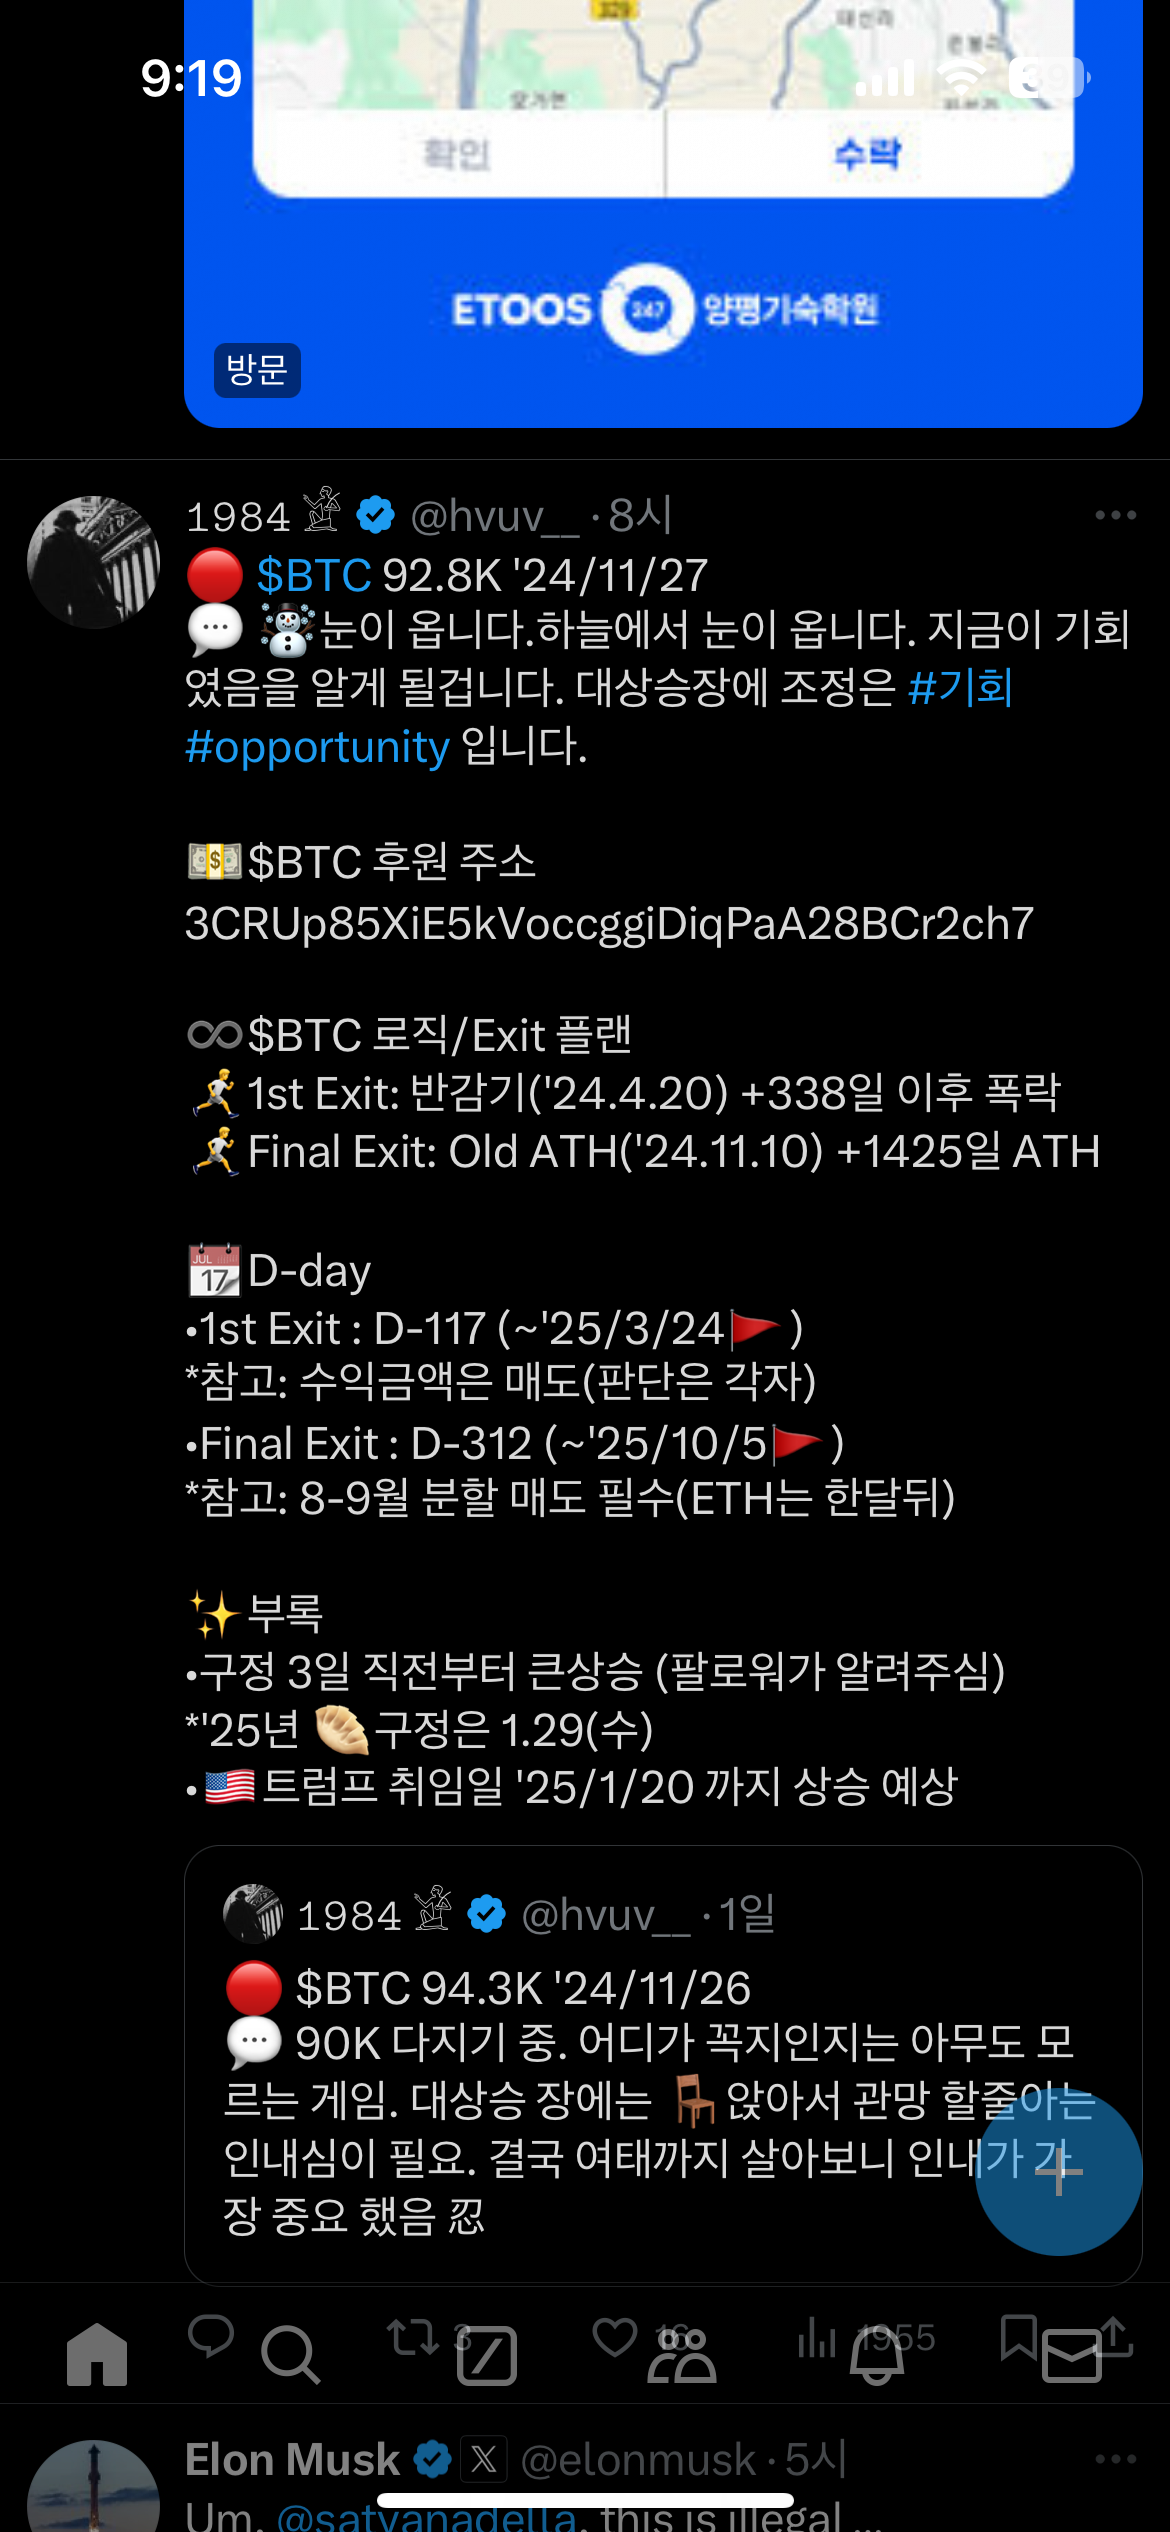 329
태신리
모가면
9:19
확인
수락
ETOOS 247 양평기숙학원
방문
1984 @hvuv__ · 8시
$BTC 92.8K '24/11/27
눈이 옵니다.하늘에서 눈이 옵니다. 지금이 기회
였음을 알게 될겁니다. 대상승장에 조정은 #기회
#opportunity 입니다.
$BTC 후원 주소
3CRUp85XiE5kVoccggiDiqPaA28BCr2ch7
$BTC 로직/Exit 플랜
1st Exit: 반감기('24.4.20) +338일 이후 폭락
Final Exit: Old ATH('24.11.10) +1425일 ATH
JUL 17 D-day
•1st Exit : D-117 (~'25/3/24🚩)
*참고: 수익금액은 매도(판단은 각자)
•Final Exit : D-312 (~'25/10/5🚩)
*참고: 8-9월 분할 매도 필수(ETH는 한달뒤)
부록
•구정 3일 직전부터 큰상승 (팔로워가 알려주심)
*'25년 🥟구정은 1.29(수)
•🇺🇸트럼프 취임일 '25/1/20 까지 상승 예상
1984 @hvuv__ · 1일
$BTC 94.3K '24/11/26
90K 다지기 중. 어디가 꼭지인지는 아무도 모
르는 게임. 대상승 장에는 🪑앉아서 관망 할줄아는
인내심이 필요. 결국 여태까지 살아보니 인내가 가
장 중요 했음 忍
3
16
1955
Elon Musk @elonmusk · 5시
Um. @satyanadella, this is illegal ...